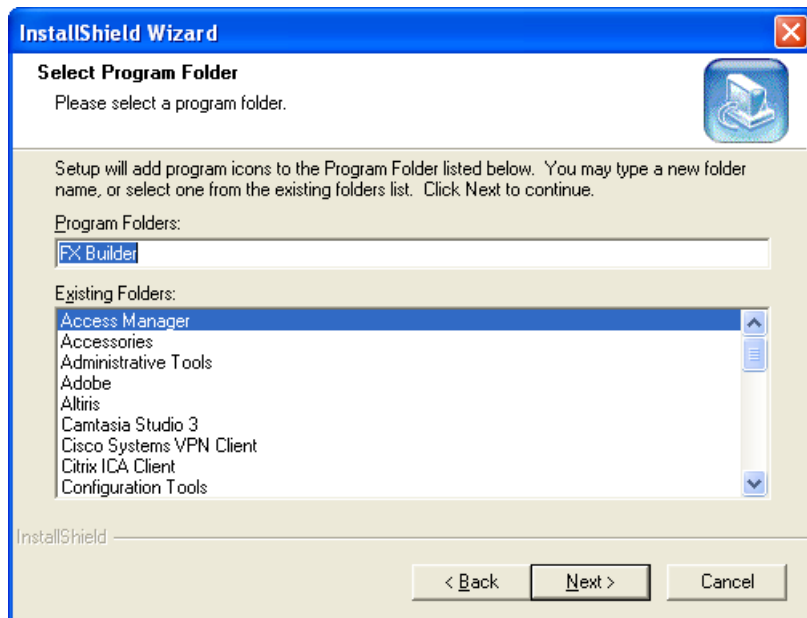 InstallShield Wizard
Select Program Folder
Please select a program folder.
Setup will add program icons to the Program Folder listed below. You may type a new folder
name, or select one from the existing folders list. Click Next to continue.
Program Folders:
FX Builder
Existing Folders:
Access Manager
Accessories
Administrative Tools
Adobe
Altiris
Camtasia Studio 3
Cisco Systems VPN Client
Citrix ICA Client
Configuration Tools
InstallShield
< Back Next > Cancel